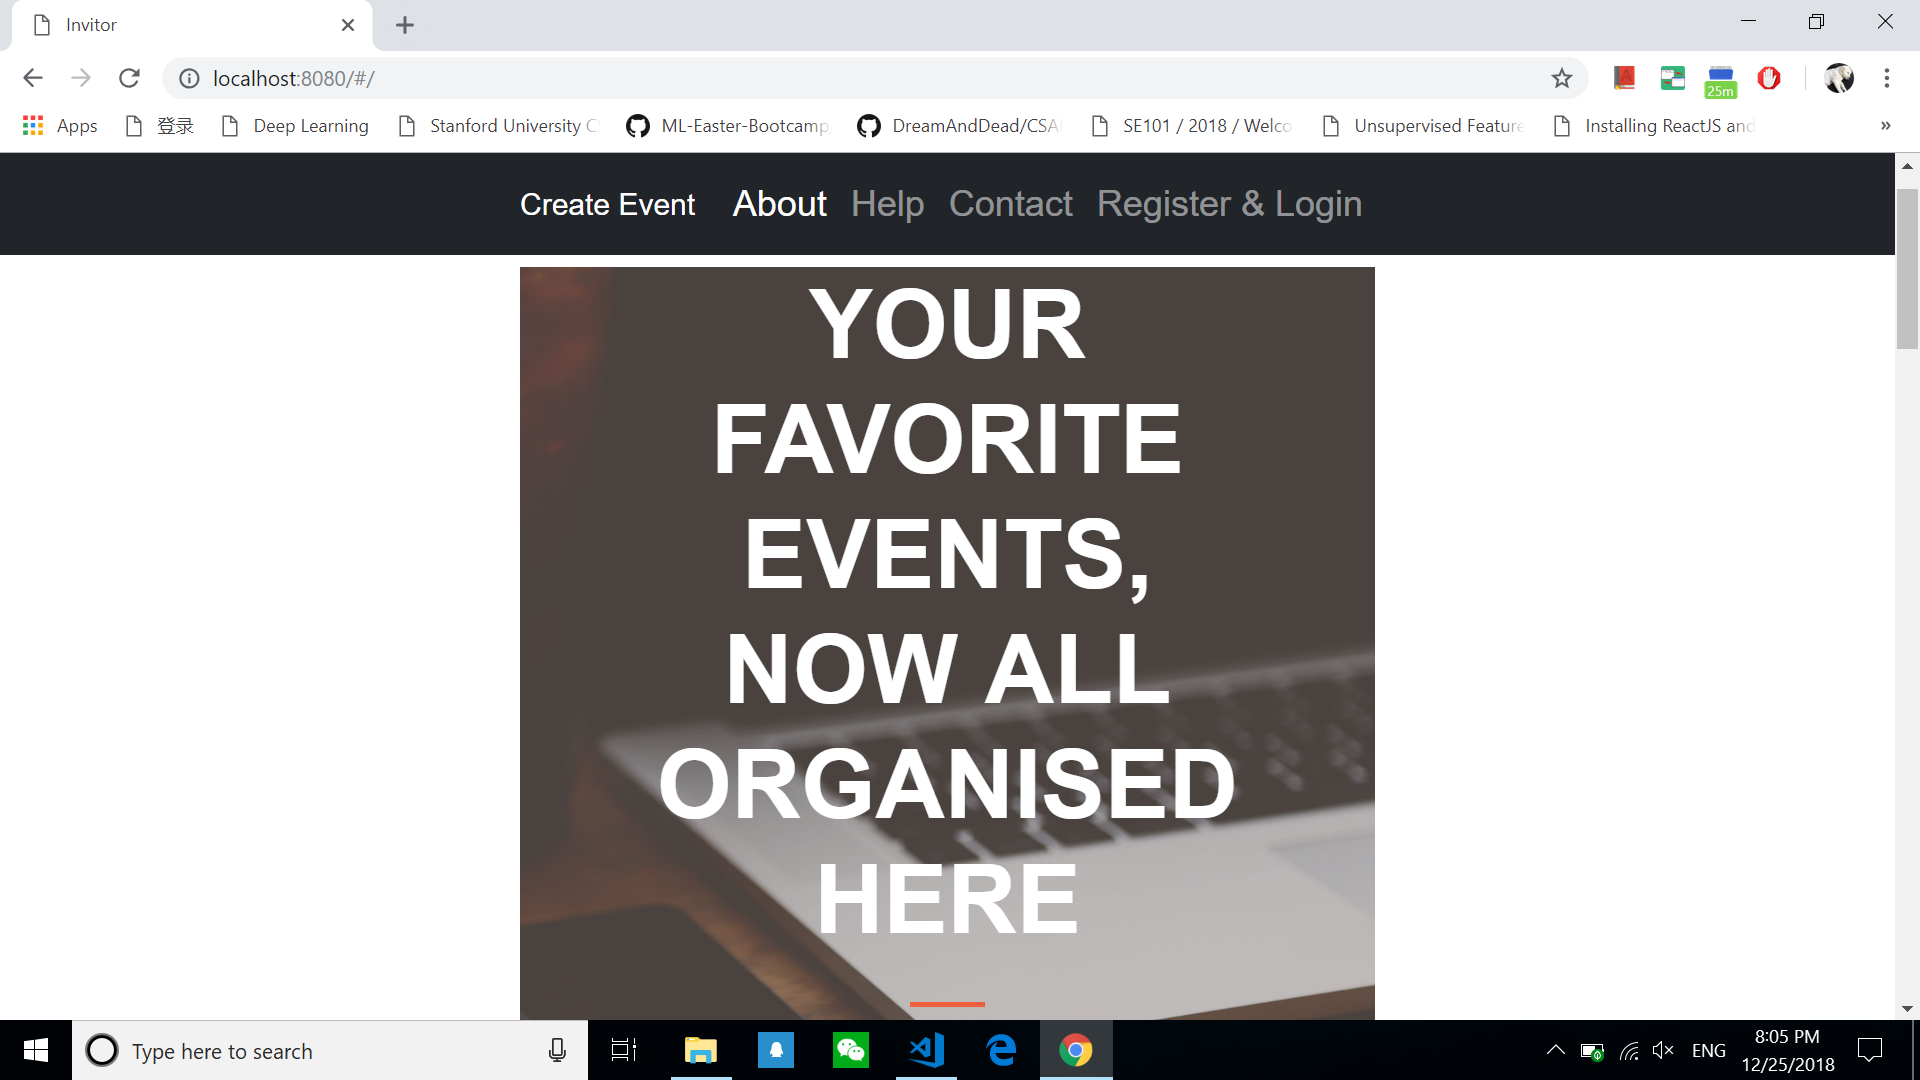 Invitor
localhost:8080/#/
25m
Apps 登录 Deep Learning Stanford University C ML-Easter-Bootcamp DreamAndDead/CSA SE101 / 2018 / Welco Unsupervised Feature Installing ReactJS and »
Create Event About Help Contact Register & Login
YOUR
FAVORITE
EVENTS,
NOW ALL
ORGANISED
HERE
Type here to search
ENG
8:05 PM
12/25/2018